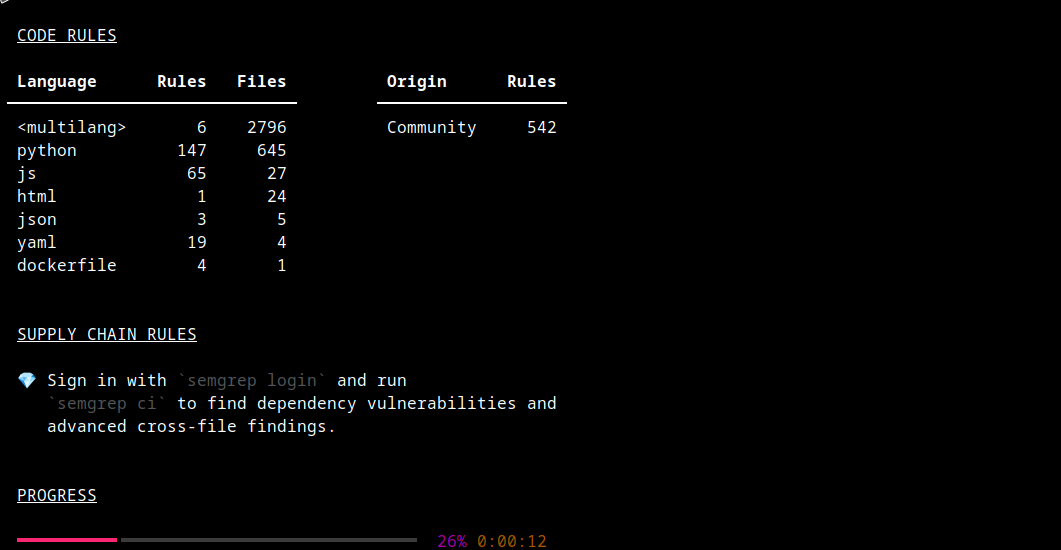 CODE RULES
Language Rules Files Origin Rules
<multilang> 6 2796 Community 542
python 147 645
js 65 27
html 1 24
json 3 5
yaml 19 4
dockerfile 4 1
SUPPLY CHAIN RULES
💎 Sign in with `semgrep login` and run
`semgrep ci` to find dependency vulnerabilities and
advanced cross-file findings.
PROGRESS
26% 0:00:12